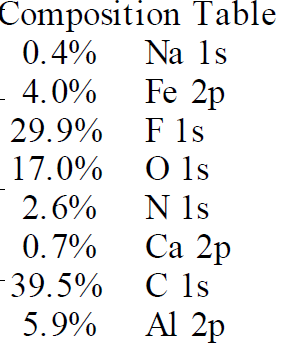 Composition Table
0.4% Na 1s
4.0% Fe 2p
29.9% F 1s
17.0% O 1s
2.6% N 1s
0.7% Ca 2p
39.5% C 1s
5.9% Al 2p